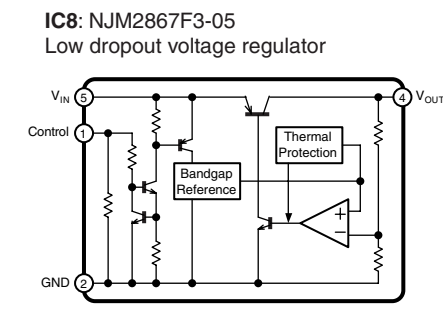 IC8: NJM2867F3-05
Low dropout voltage regulator
VIN 5
4 VOUT
Control 1
Thermal
Protection
Bandgap
Reference
+
−
GND 2